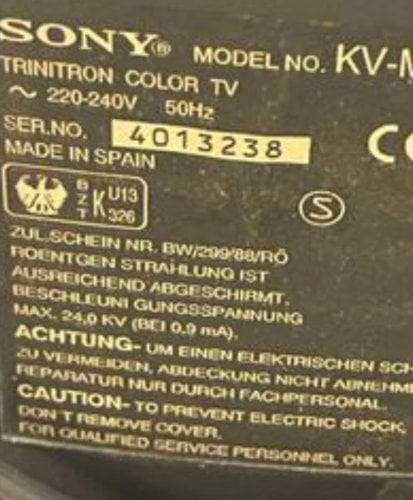 SONY® MODEL NO. KV-M
TRINITRON COLOR TV
~ 220-240V 50Hz
SER.NO. 4013238
MADE IN SPAIN
BZT K U13 326
S
ZUL.SCHEIN NR. BW/299/88/RÖ
ROENTGEN STRAHLUNG IST
AUSREICHEND ABGESCHIRMT.
BESCHLEUNI GUNGSSPANNUNG
MAX. 24,0 KV (BEI 0,9 mA).
ACHTUNG- UM EINEN ELEKTRISCHEN SCH
ZU VERMEIDEN, ABDECKUNG NICHT ABNEHM
REPARATUR NUR DURCH FACHPERSONAL.
CAUTION- TO PREVENT ELECTRIC SHOCK,
DON'T REMOVE COVER.
FOR QUALIFIED SERVICE PERSONNEL ONLY.